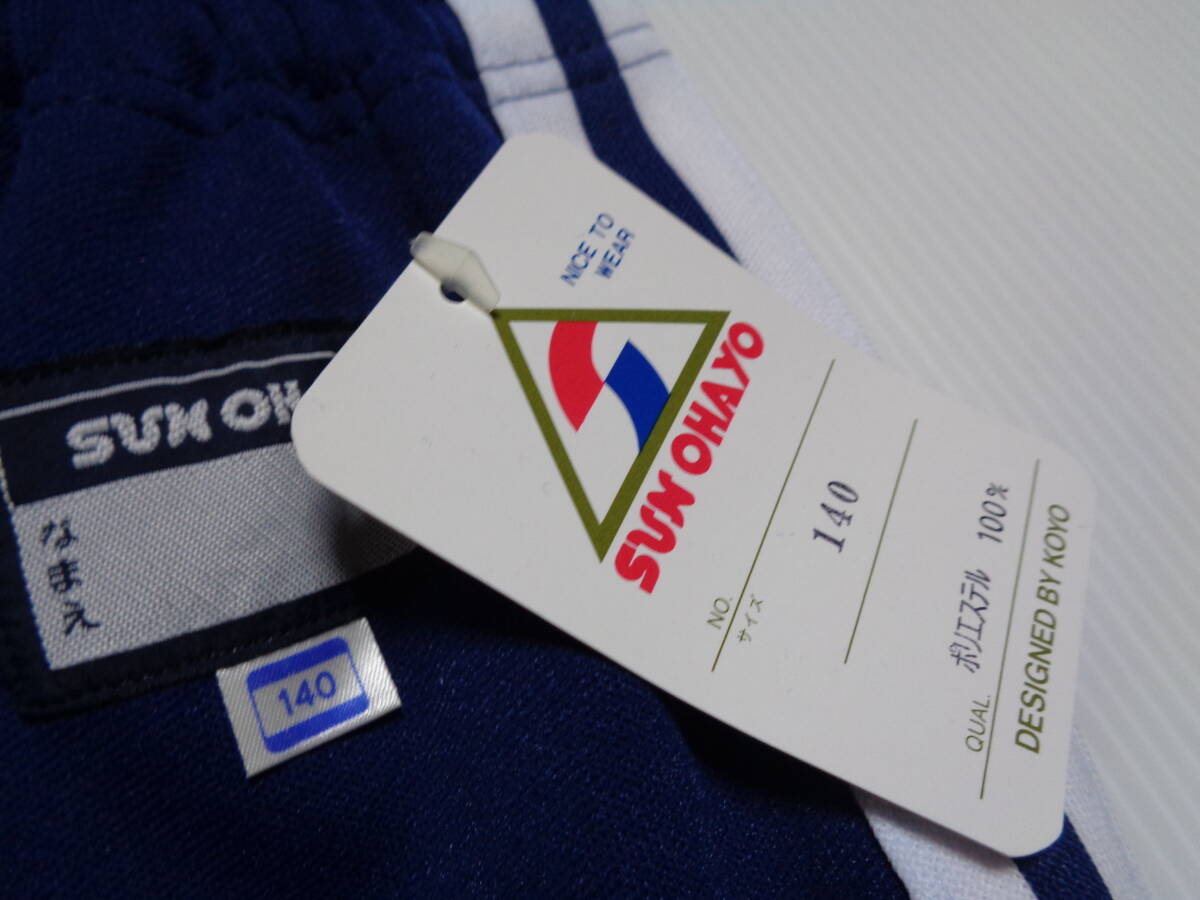 NICE TO
WEAR
SUN OHAYO
NO.
サイズ
140
QUAL.
ポリエステル 100%
DESIGNED BY KOYO
SUN OH
なまえ
140